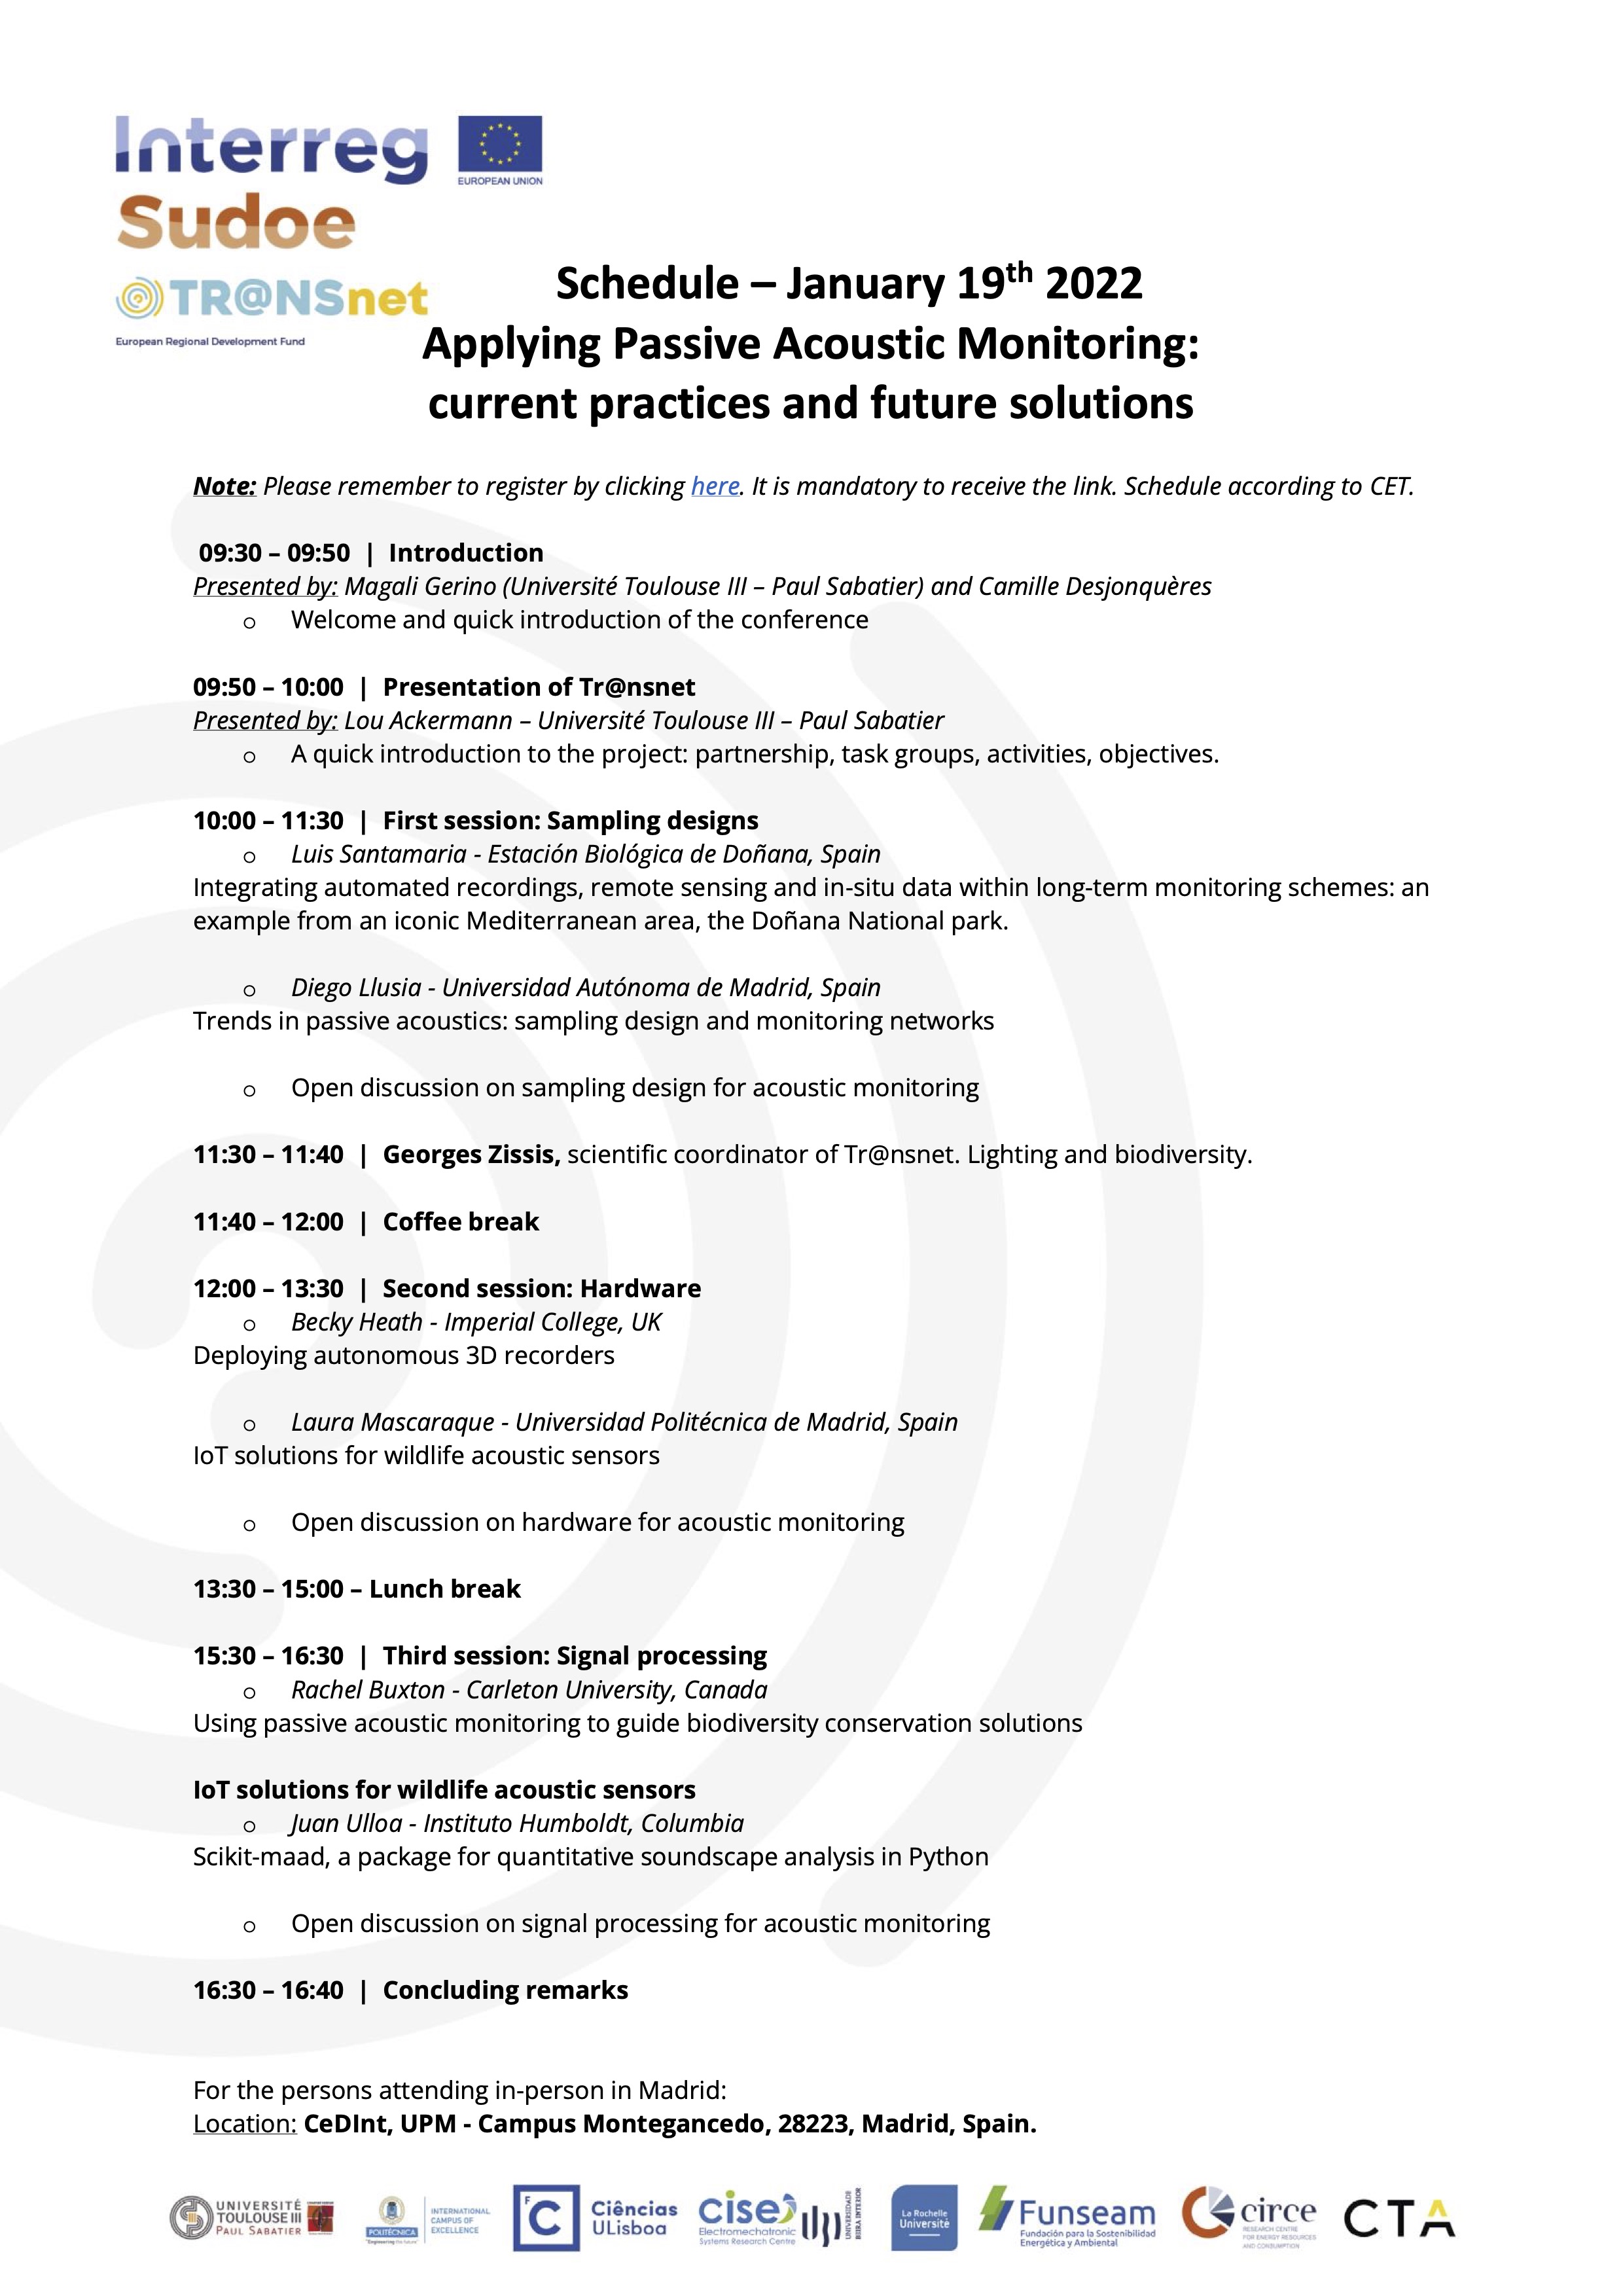 Interreg
EUROPEAN UNION
Sudoe
TR@NSnet
European Regional Development Fund
Schedule – January 19th 2022
Applying Passive Acoustic Monitoring:
current practices and future solutions
Note: Please remember to register by clicking here. It is mandatory to receive the link. Schedule according to CET.
09:30 – 09:50 | Introduction
Presented by: Magali Gerino (Université Toulouse III – Paul Sabatier) and Camille Desjonquères
o Welcome and quick introduction of the conference
09:50 – 10:00 | Presentation of Tr@nsnet
Presented by: Lou Ackermann – Université Toulouse III – Paul Sabatier
o A quick introduction to the project: partnership, task groups, activities, objectives.
10:00 – 11:30 | First session: Sampling designs
o Luis Santamaria - Estación Biológica de Doñana, Spain
Integrating automated recordings, remote sensing and in-situ data within long-term monitoring schemes: an
example from an iconic Mediterranean area, the Doñana National park.
o Diego Llusia - Universidad Autónoma de Madrid, Spain
Trends in passive acoustics: sampling design and monitoring networks
o Open discussion on sampling design for acoustic monitoring
11:30 – 11:40 | Georges Zissis, scientific coordinator of Tr@nsnet. Lighting and biodiversity.
11:40 – 12:00 | Coffee break
12:00 – 13:30 | Second session: Hardware
o Becky Heath - Imperial College, UK
Deploying autonomous 3D recorders
o Laura Mascaraque - Universidad Politécnica de Madrid, Spain
IoT solutions for wildlife acoustic sensors
o Open discussion on hardware for acoustic monitoring
13:30 – 15:00 – Lunch break
15:30 – 16:30 | Third session: Signal processing
o Rachel Buxton - Carleton University, Canada
Using passive acoustic monitoring to guide biodiversity conservation solutions
IoT solutions for wildlife acoustic sensors
o Juan Ulloa - Instituto Humboldt, Columbia
Scikit-maad, a package for quantitative soundscape analysis in Python
o Open discussion on signal processing for acoustic monitoring
16:30 – 16:40 | Concluding remarks
For the persons attending in-person in Madrid:
Location: CeDInt, UPM - Campus Montegancedo, 28223, Madrid, Spain.
UNIVERSITÉ
TOULOUSE III
PAUL SABATIER
POLITÉCNICA
"Engineering the future"
INTERNATIONAL
CAMPUS OF
EXCELLENCE
F
C
Ciências
ULisboa
cise
Electromechatronic
Systems Research Centre
UNIVERSIDADE
BEIRA INTERIOR
La Rochelle
Université
Funseam
Fundación para la Sostenibilidad
Energética y Ambiental
circe
RESEARCH CENTRE
FOR ENERGY RESOURCES
AND CONSUMPTION
CTA